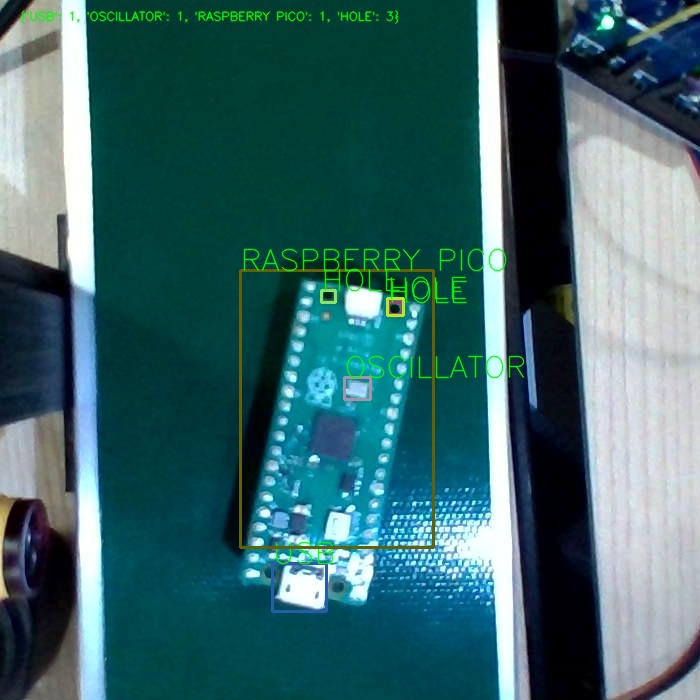 {'USB': 1, 'OSCILLATOR': 1, 'RASPBERRY PICO': 1, 'HOLE': 3}
RASPBERRY PICO
HOLE
HOLE
OSCILLATOR
USB